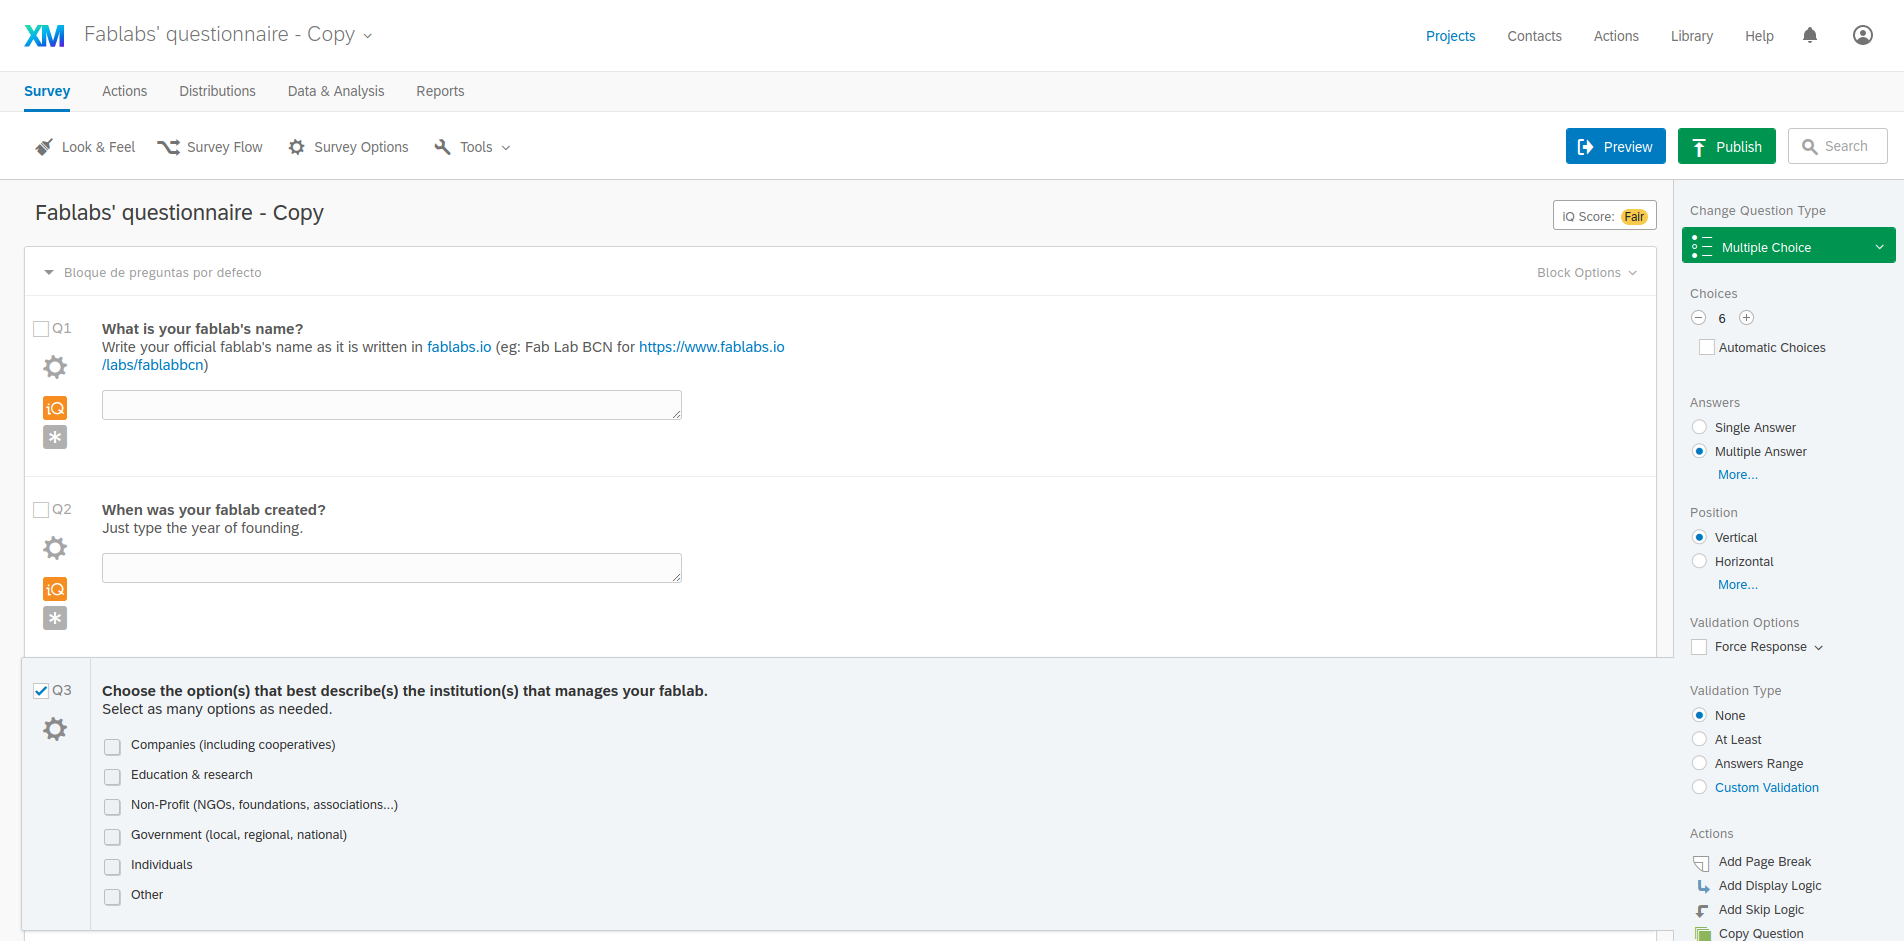 XM Fablabs' questionnaire - Copy
Projects Contacts Actions Library Help
Survey Actions Distributions Data & Analysis Reports
Look & Feel Survey Flow Survey Options Tools Preview Publish Search
Fablabs' questionnaire - Copy
iQ Score: Fair
Bloque de preguntas por defecto
Block Options
Q1
What is your fablab's name?
Write your official fablab's name as it is written in fablabs.io (eg: Fab Lab BCN for https://www.fablabs.io
/labs/fablabbcn)
iQ
*
Q2
When was your fablab created?
Just type the year of founding.
iQ
*
Q3
Choose the option(s) that best describe(s) the institution(s) that manages your fablab.
Select as many options as needed.
Companies (including cooperatives)
Education & research
Non-Profit (NGOs, foundations, associations...)
Government (local, regional, national)
Individuals
Other
Change Question Type
Multiple Choice
Choices
6
Automatic Choices
Answers
Single Answer
Multiple Answer
More...
Position
Vertical
Horizontal
More...
Validation Options
Force Response
Validation Type
None
At Least
Answers Range
Custom Validation
Actions
Add Page Break
Add Display Logic
Add Skip Logic
Copy Question